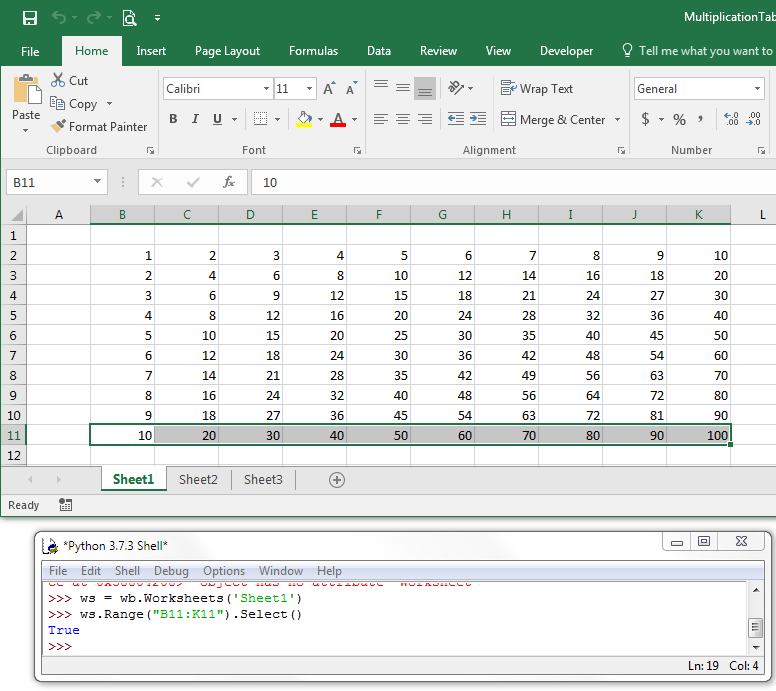 MultiplicationTab
File Home Insert Page Layout Formulas Data Review View Developer Tell me what you want to
Cut
Calibri 11 A A Wrap Text General
Copy
Paste
Format Painter B I U A Merge & Center $ % , .00 .0
Clipboard Font Alignment Number
B11 fx 10
A B C D E F G H I J K L
1
2 1 2 3 4 5 6 7 8 9 10
3 2 4 6 8 10 12 14 16 18 20
4 3 6 9 12 15 18 21 24 27 30
5 4 8 12 16 20 24 28 32 36 40
6 5 10 15 20 25 30 35 40 45 50
7 6 12 18 24 30 36 42 48 54 60
8 7 14 21 28 35 42 49 56 63 70
9 8 16 24 32 40 48 56 64 72 80
10 9 18 27 36 45 54 63 72 81 90
11 10 20 30 40 50 60 70 80 90 100
12
Sheet1 Sheet2 Sheet3
Ready
*Python 3.7.3 Shell*
File Edit Shell Debug Options Window Help
object has no attribute
>>> ws = wb.Worksheets('Sheet1')
>>> ws.Range("B11:K11").Select()
True
>>>
Ln: 19 Col: 4